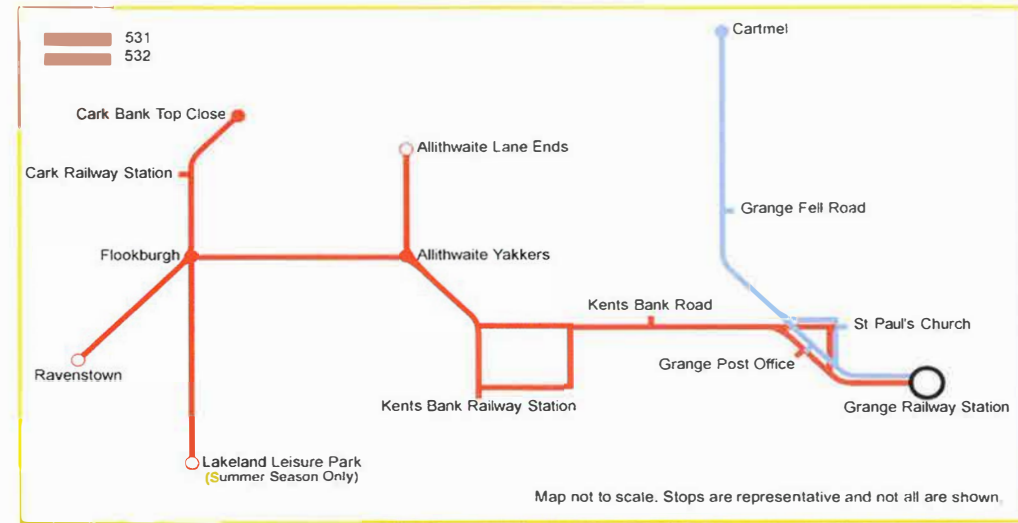 531
532
Cartmel
Cark Bank Top Close
Allithwaite Lane Ends
Cark Railway Station
Grange Fell Road
Flookburgh
Allithwaite Yakkers
Kents Bank Road
St Paul's Church
Grange Post Office
Ravenstown
Kents Bank Railway Station
Grange Railway Station
Lakeland Leisure Park
(Summer Season Only)
Map not to scale. Stops are representative and not all are shown.